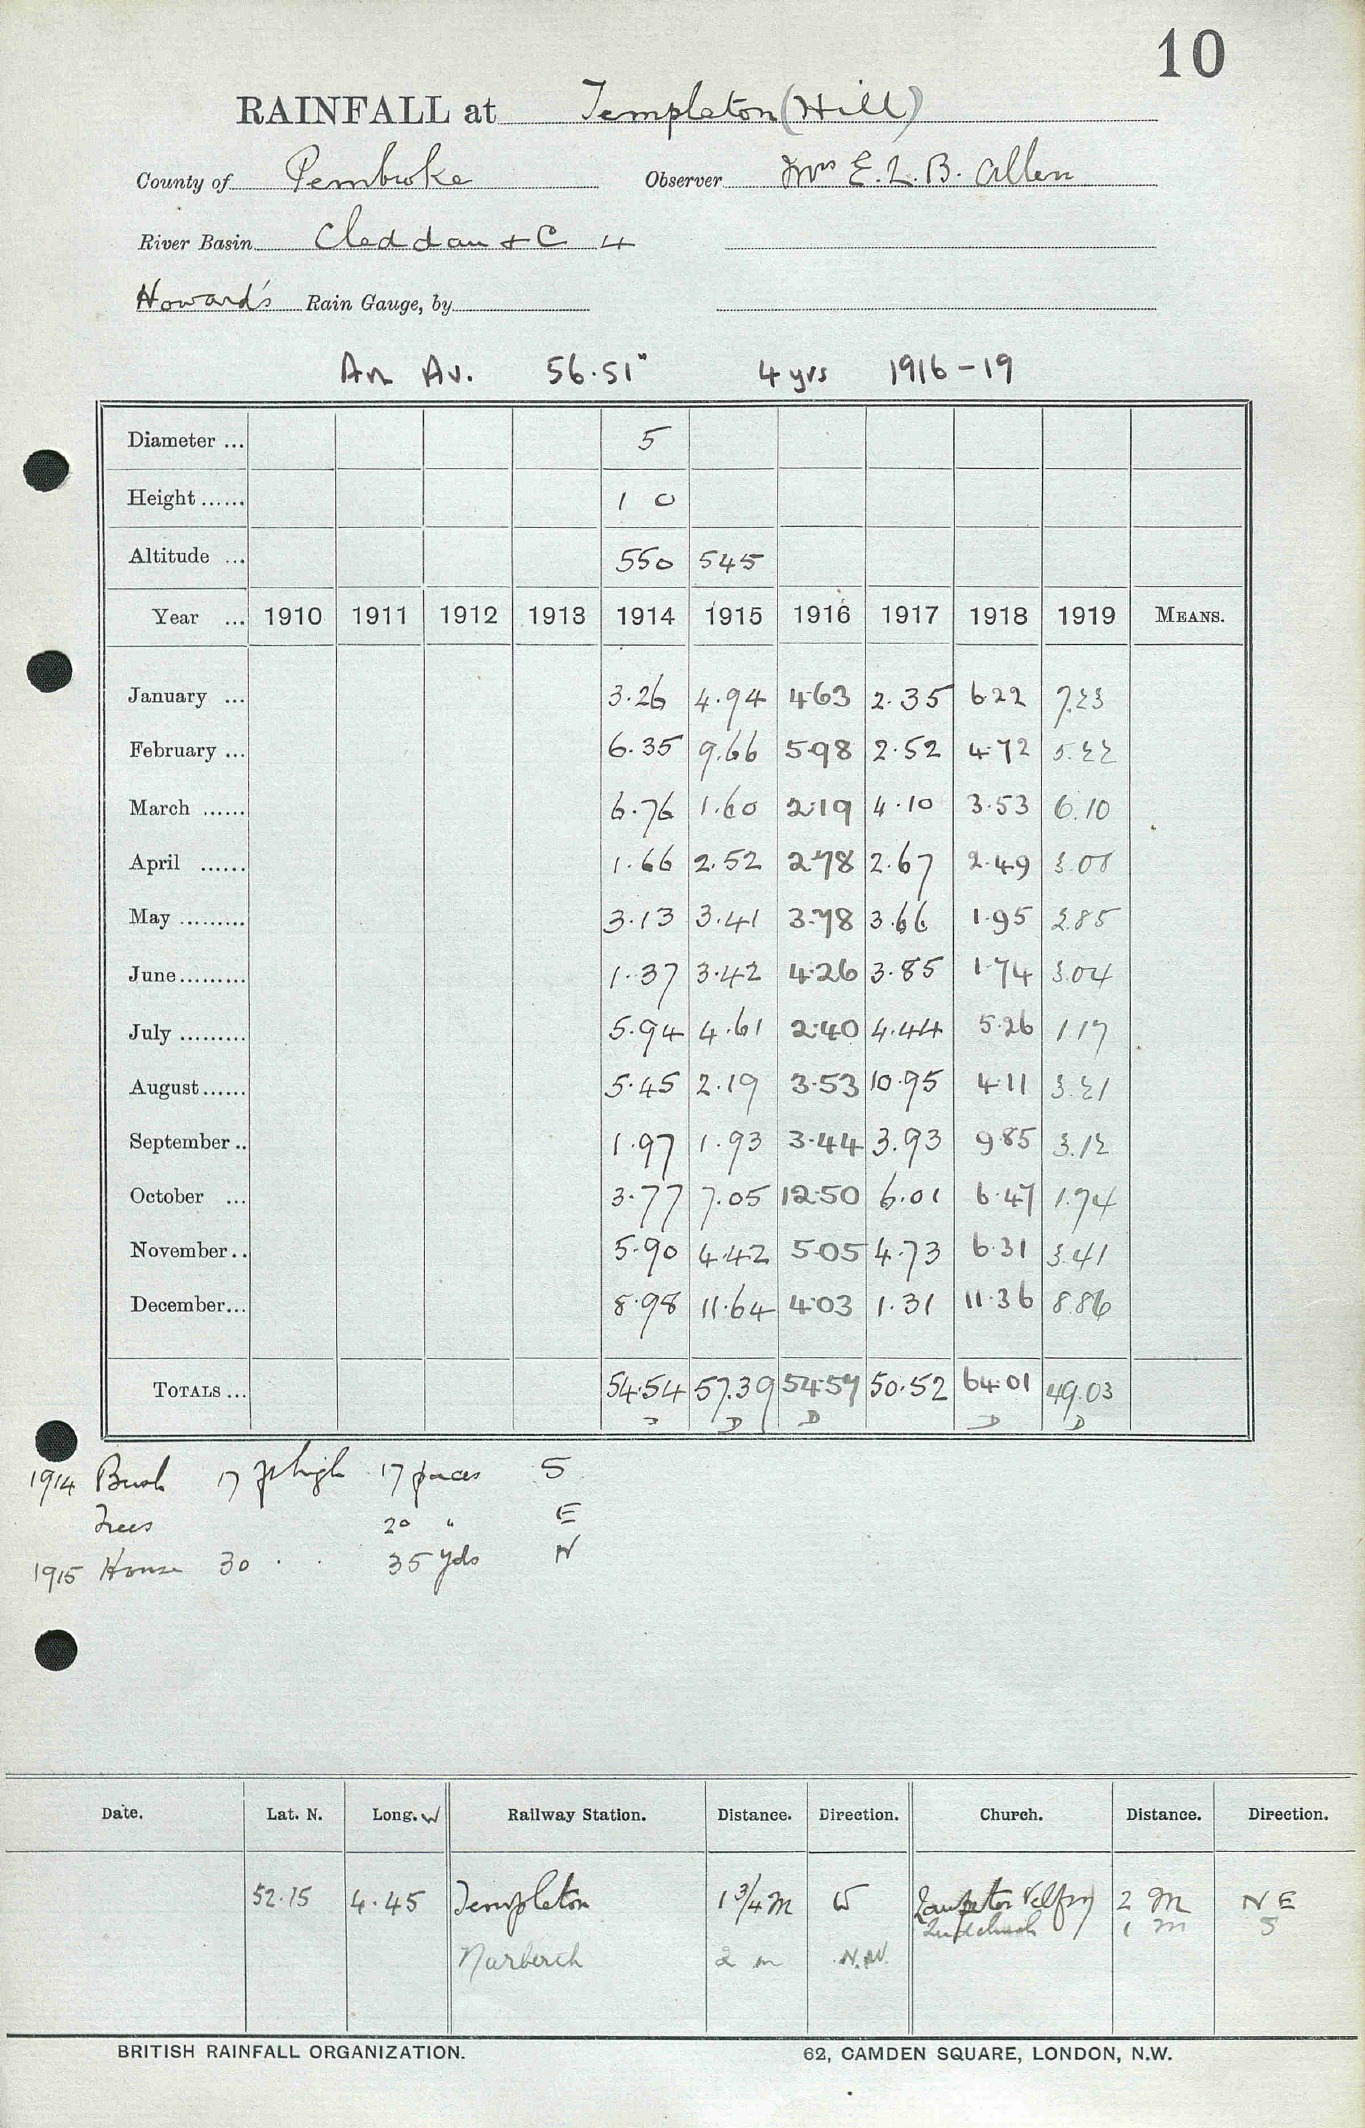 10
RAINFALL at Templeton (Hill)
County of Pembroke Observer Mrs E. L. B. Allen
River Basin Cleddau & C 4
Howard's Rain Gauge, by
An Av. 56.51" 4 yrs 1916-19
Diameter ... 5
Height ...... 1 0
Altitude ... 550 545
Year ... 1910 1911 1912 1913 1914 1915 1916 1917 1918 1919 MEANS.
January ... 3.26 4.94 4.63 2.35 6.22 7.23
February ... 6.35 9.66 5.98 2.52 4.72 5.22
March ...... 6.76 1.60 2.19 4.10 3.53 6.10
April ...... 1.66 2.52 2.78 2.67 2.49 3.08
May ......... 3.13 3.41 3.78 3.66 1.95 2.85
June ......... 1.37 3.42 4.26 3.85 1.74 3.04
July ......... 5.94 4.61 2.40 4.44 5.26 1.17
August ...... 5.45 2.19 3.53 10.95 4.11 3.21
September .. 1.97 1.93 3.44 3.93 9.85 3.12
October ... 3.77 7.05 12.50 6.01 6.47 1.74
November .. 5.90 4.42 5.05 4.73 6.31 3.41
December ... 8.98 11.64 4.03 1.31 11.36 8.86
TOTALS ... 54.54 57.39 54.57 50.52 64.01 49.03
D D D D D
1914 Bush 17 ft high 17 paces S
Trees 20 " E
1915 House 30 . . 35 yds N
Date. Lat. N. Long. W Railway Station. Distance. Direction. Church. Distance. Direction.
52.15 4.45 Templeton 1 3/4 M W Lampeter Velfrey 2 M N E
Ludchurch 1 m S
Narberth 2 m N.NW.
BRITISH RAINFALL ORGANIZATION. 62, CAMDEN SQUARE, LONDON, N.W.